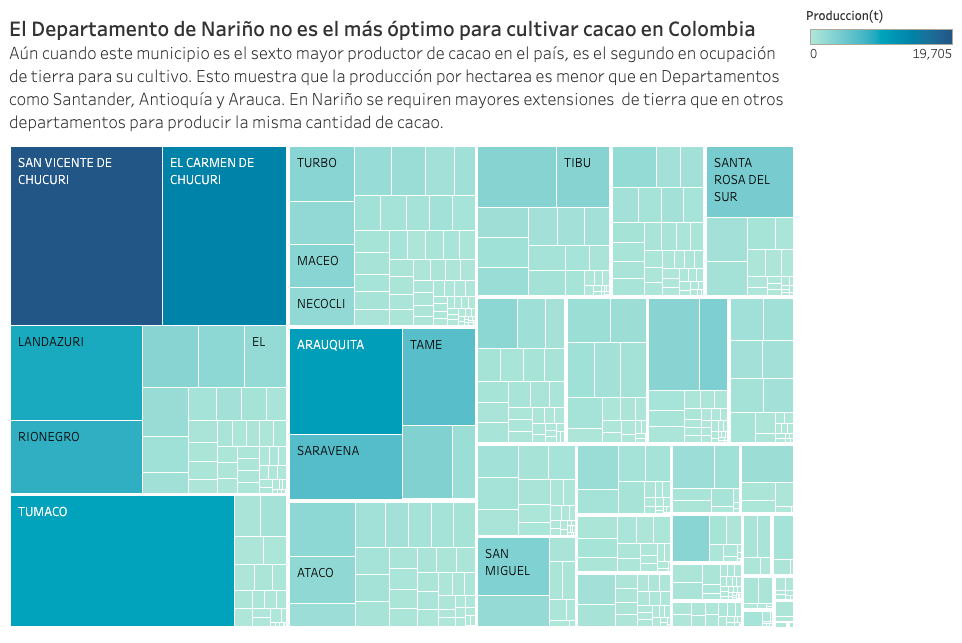 El Departamento de Nariño no es el más óptimo para cultivar cacao en Colombia
Aún cuando este municipio es el sexto mayor productor de cacao en el país, es el segundo en ocupación
de tierra para su cultivo. Esto muestra que la producción por hectarea es menor que en Departamentos
como Santander, Antioquía y Arauca. En Nariño se requiren mayores extensiones  de tierra que en otros
departamentos para producir la misma cantidad de cacao.
Produccion(t)
0 19,705
SAN VICENTE DE
CHUCURI
EL CARMEN DE
CHUCURI
LANDAZURI
EL
RIONEGRO
TUMACO
TURBO
MACEO
NECOCLI
ARAUQUITA
TAME
SARAVENA
ATACO
TIBU
SANTA
ROSA DEL
SUR
SAN
MIGUEL